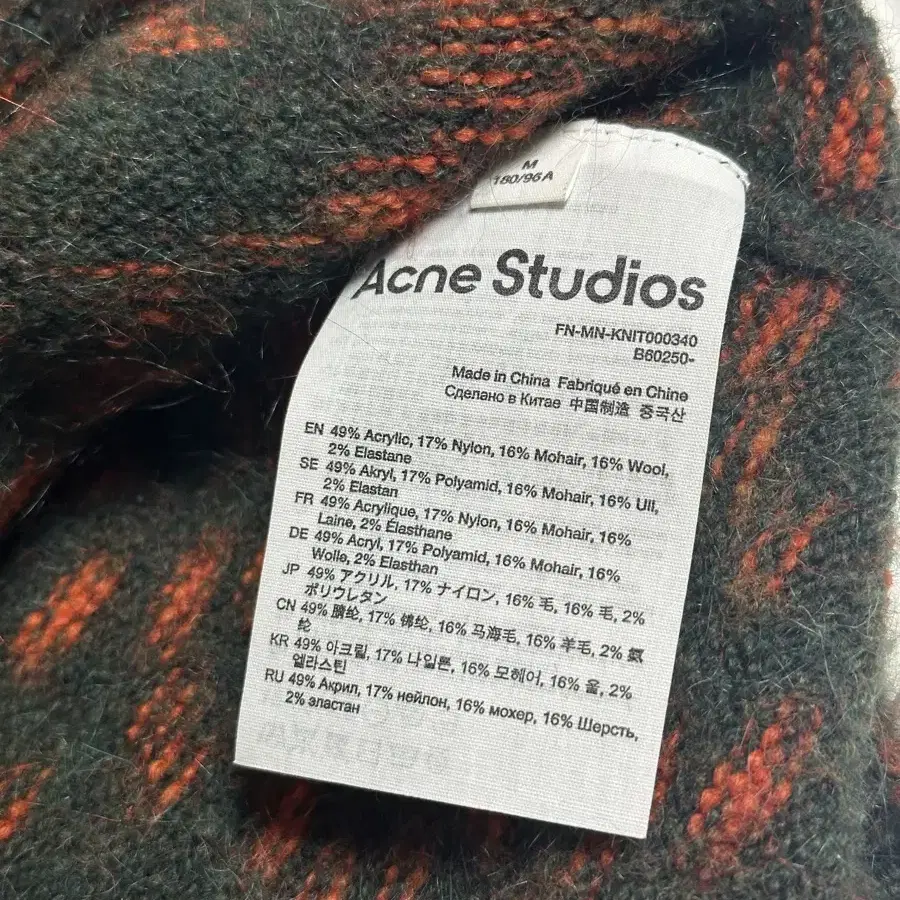 M
180/96A
Acne Studios
FN-MN-KNIT000340
B60250-
Made in China Fabriqué en Chine
Сделано в Китае 中国制造 중국산
EN 49% Acrylic, 17% Nylon, 16% Mohair, 16% Wool,
2% Elastane
SE 49% Akryl, 17% Polyamid, 16% Mohair, 16% Ull,
2% Elastan
FR 49% Acrylique, 17% Nylon, 16% Mohair, 16%
Laine, 2% Élasthane
DE 49% Acryl, 17% Polyamid, 16% Mohair, 16%
Wolle, 2% Elasthan
JP 49% アクリル, 17% ナイロン, 16% 毛, 16% 毛, 2%
ポリウレタン
CN 49% 腈纶, 17% 锦纶, 16% 马海毛, 16% 羊毛, 2% 氨
纶
KR 49% 아크릴, 17% 나일론, 16% 모헤어, 16% 울, 2%
엘라스틴
RU 49% Акрил, 17% нейлон, 16% мохер, 16% Шерсть,
2% эластан